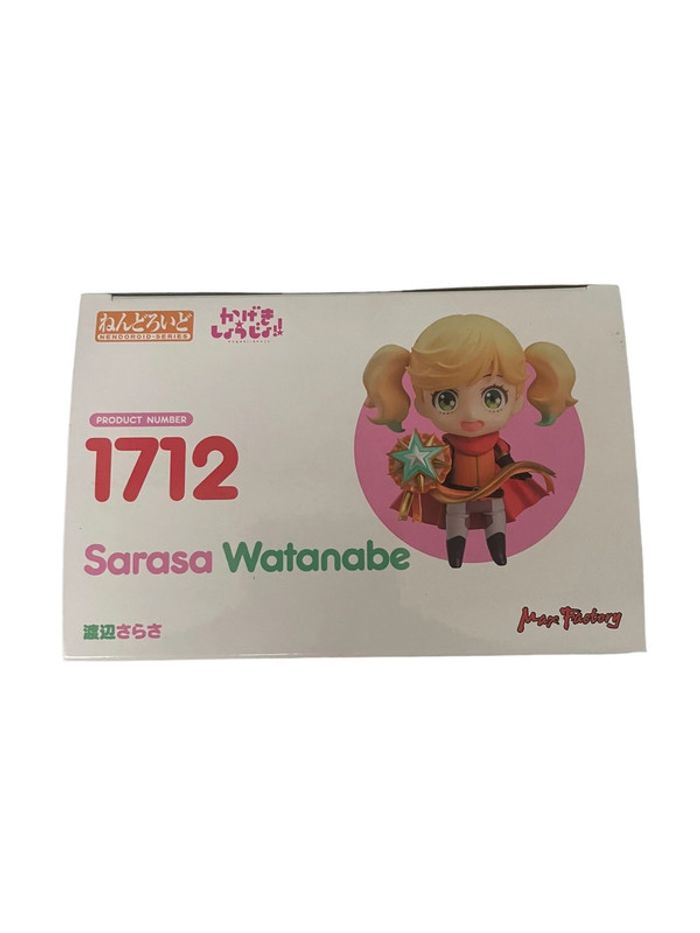 ねんどろいど
NENDOROID-SERIES
かげき
しょうじょ!!
PRODUCT NUMBER
1712
Sarasa Watanabe
渡辺さらさ
Max Factory